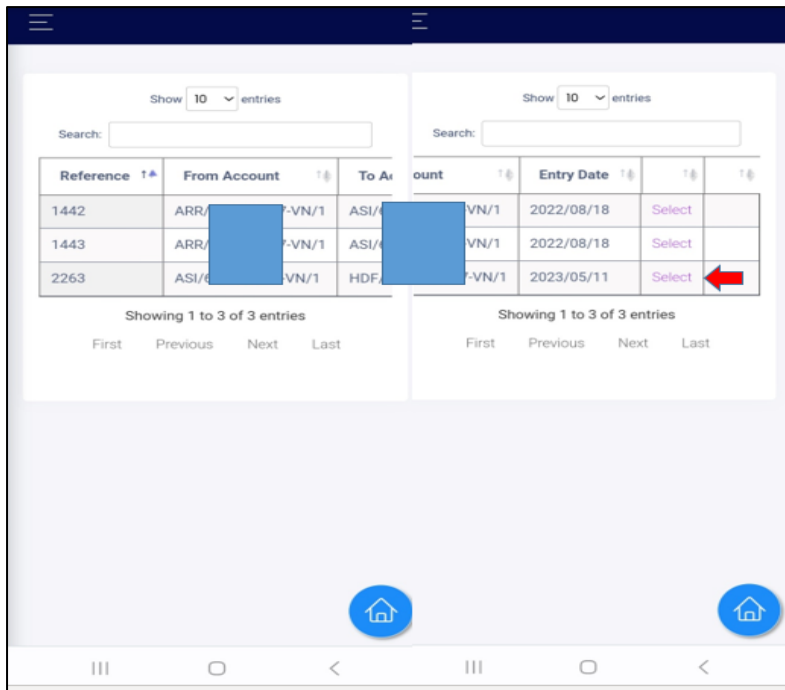 Show 10 entries
Search:
Reference From Account To A
1442 ARR/ -VN/1 ASI/
1443 ARR/ -VN/1 ASI/
2263 ASI/ -VN/1 HDF/
Showing 1 to 3 of 3 entries
First Previous Next Last
Show 10 entries
Search:
ount Entry Date
VN/1 2022/08/18 Select
VN/1 2022/08/18 Select
-VN/1 2023/05/11 Select
Showing 1 to 3 of 3 entries
First Previous Next Last